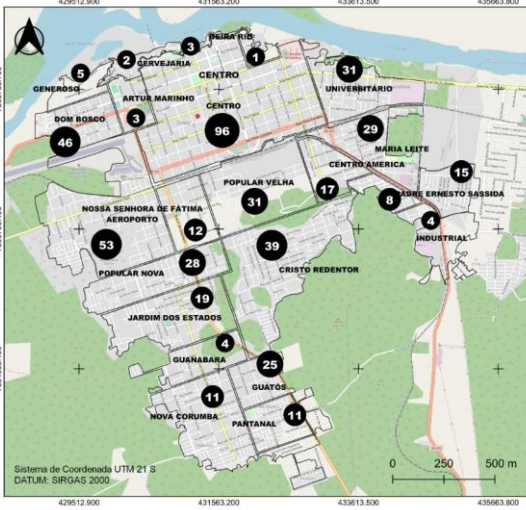 429512.900 431563.200 433613.500 435663.800
BEIRA RIO
3
1
2
CERVEJARIA
5
CENTRO
31
GENEROSO
UNIVERSITÁRIO
ARTUR MARINHO
CENTRO
DOM BOSCO
3
96
29
46
MARIA LEITE
CENTRO AMERICA
15
POPULAR VELHA
17
ADRE ERNESTO SASSIDA
31
8
NOSSA SENHORA DE FÁTIMA
AEROPORTO
4
12
INDUSTRIAL
53
39
28
CRISTO REDENTOR
POPULAR NOVA
19
JARDIM DOS ESTADOS
4
GUANABARA
25
GUATÓS
11
NOVA CORUMBA
11
PANTANAL
Sistema de Coordenada UTM 21 S
DATUM: SIRGAS 2000
0 250 500 m
429512.900 431563.200 433613.500 435663.800